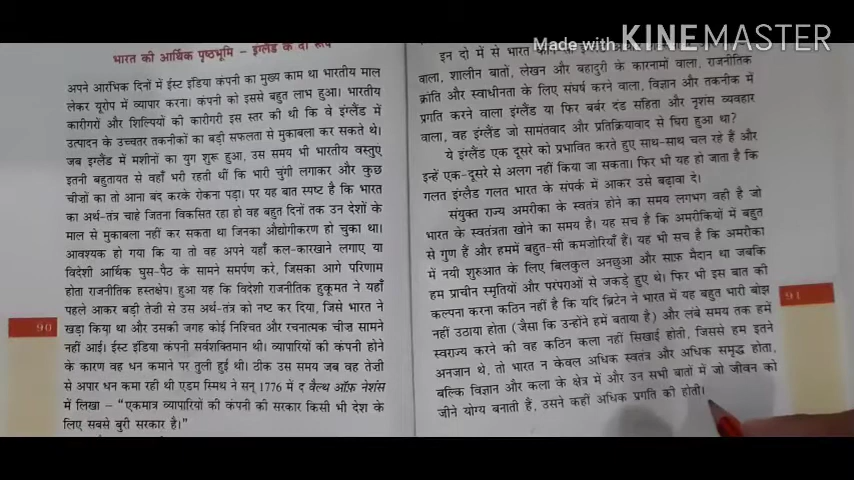 Made with KINEMASTER
भारत की आर्थिक पृष्ठभूमि – इंग्लैंड के दो रूप
अपने आरंभिक दिनों में ईस्ट इंडिया कंपनी का मुख्य काम था भारतीय माल
लेकर यूरोप में व्यापार करना। कंपनी को इससे बहुत लाभ हुआ। भारतीय
कारीगरों और शिल्पियों की कारीगरी इस स्तर की थी कि वे इंग्लैंड में
उत्पादन के उच्चतर तकनीकों का बड़ी सफलता से मुकाबला कर सकते थे।
जब इंग्लैंड में मशीनों का युग शुरू हुआ, उस समय भी भारतीय वस्तुएँ
इतनी बहुतायत से वहाँ भरी रहती थीं कि भारी चुंगी लगाकर और कुछ
चीजों का तो आना बंद करके रोकना पड़ा। पर यह बात स्पष्ट है कि भारत
का अर्थ-तंत्र चाहे जितना विकसित रहा हो वह बहुत दिनों तक उन देशों के
माल से मुकाबला नहीं कर सकता था जिनका औद्योगीकरण हो चुका था।
आवश्यक हो गया कि या तो वह अपने यहाँ कल-कारखाने लगाए या
विदेशी आर्थिक घुस-पैठ के सामने समर्पण करे, जिसका आगे परिणाम
होता राजनीतिक हस्तक्षेप। हुआ यह कि विदेशी राजनीतिक हुकूमत ने यहाँ
पहले आकर बड़ी तेजी से उस अर्थ-तंत्र को नष्ट कर दिया, जिसे भारत ने
खड़ा किया था और उसकी जगह कोई निश्चित और रचनात्मक चीज सामने
नहीं आई। ईस्ट इंडिया कंपनी सर्वशक्तिमान थी। व्यापारियों की कंपनी होने
के कारण वह धन कमाने पर तुली हुई थी। ठीक उस समय जब वह तेजी
से अपार धन कमा रही थी एडम स्मिथ ने सन् 1776 में द वैल्थ ऑफ़ नेशंस
में लिखा – “एकमात्र व्यापारियों की कंपनी की सरकार किसी भी देश के
लिए सबसे बुरी सरकार है।”
90
इन दो में से भारत
वाला, शालीन बातों, लेखन और बहादुरी के कारनामों वाला, राजनीतिक
क्रांति और स्वाधीनता के लिए संघर्ष करने वाला, विज्ञान और तकनीक में
प्रगति करने वाला इंग्लैंड या फिर बर्बर दंड संहिता और नृशंस व्यवहार
वाला, वह इंग्लैंड जो सामंतवाद और प्रतिक्रियावाद से घिरा हुआ था?
ये इंग्लैंड एक दूसरे को प्रभावित करते हुए साथ-साथ चल रहे हैं और
इन्हें एक-दूसरे से अलग नहीं किया जा सकता। फिर भी यह हो जाता है कि
गलत इंग्लैंड गलत भारत के संपर्क में आकर उसे बढ़ावा दे।
संयुक्त राज्य अमरीका के स्वतंत्र होने का समय लगभग वही है जो
भारत के स्वतंत्रता खोने का समय है। यह सच है कि अमरीकियों में बहुत
से गुण हैं और हममें बहुत-सी कमजोरियाँ हैं। यह भी सच है कि अमरीका
में नयी शुरुआत के लिए बिलकुल अनछुआ और साफ़ मैदान था जबकि
हम प्राचीन स्मृतियों और परंपराओं से जकड़े हुए थे। फिर भी इस बात की
कल्पना करना कठिन नहीं है कि यदि ब्रिटेन ने भारत में यह बहुत भारी बोझ
नहीं उठाया होता (जैसा कि उन्होंने हमें बताया है) और लंबे समय तक हमें
स्वराज्य करने की वह कठिन कला नहीं सिखाई होती, जिससे हम इतने
अनजान थे, तो भारत न केवल अधिक स्वतंत्र और अधिक समृद्ध होता,
बल्कि विज्ञान और कला के क्षेत्र में और उन सभी बातों में जो जीवन को
जीने योग्य बनाती हैं, उसने कहीं अधिक प्रगति की होती।
91